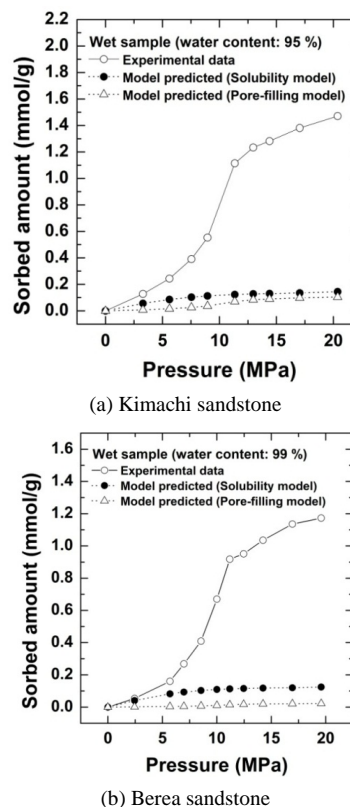 2.2
2.0
1.8
1.6
1.4
1.2
1.0
0.8
0.6
0.4
0.2
0.0
Sorbed amount (mmol/g)
Wet sample (water content: 95 %)
Experimental data
Model predicted (Solubility model)
Model predicted (Pore-filling model)
0 5 10 15 20
Pressure (MPa)
(a) Kimachi sandstone
1.6
1.4
1.2
1.0
0.8
0.6
0.4
0.2
0.0
Sorbed amount (mmol/g)
Wet sample (water content: 99 %)
Experimental data
Model predicted (Solubility model)
Model predicted (Pore-filling model)
0 5 10 15 20
Pressure (MPa)
(b) Berea sandstone